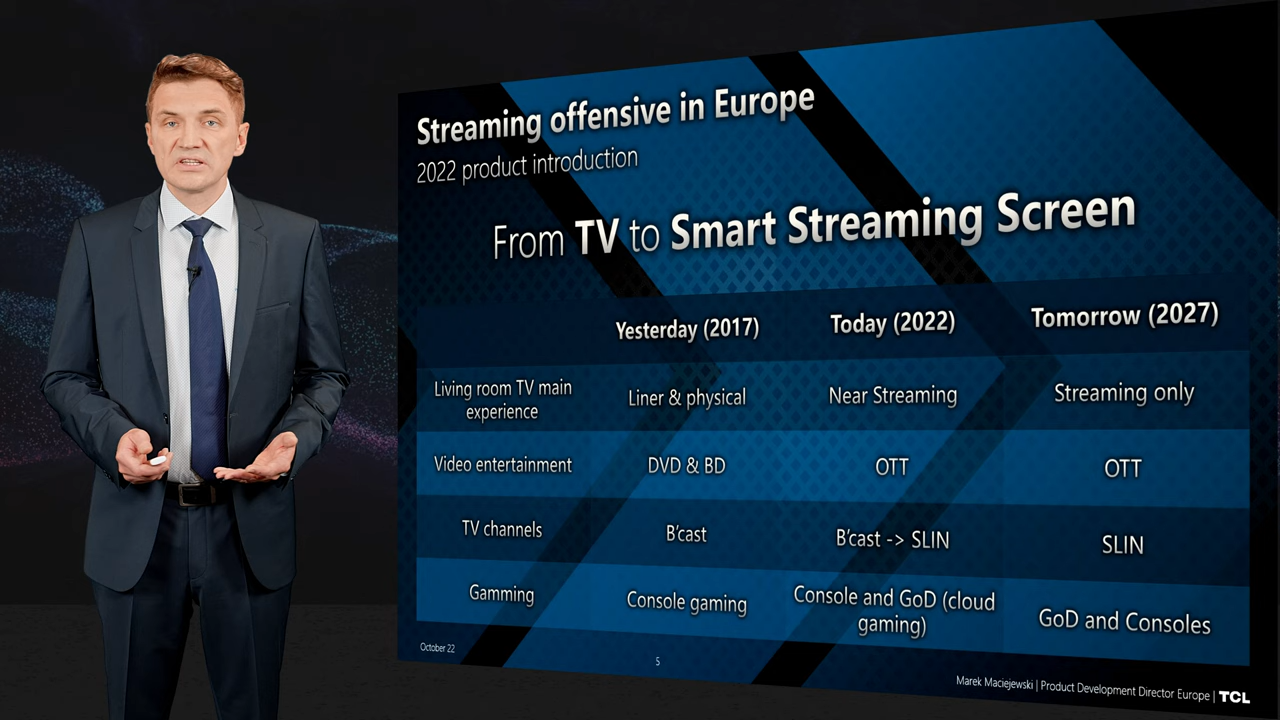 Streaming offensive in Europe
2022 product introduction
From TV to Smart Streaming Screen
Yesterday (2017) Today (2022) Tomorrow (2027)
Living room TV main
experience
Liner & physical Near Streaming Streaming only
Video entertainment DVD & BD OTT OTT
TV channels B'cast B'cast -> SLIN SLIN
Gamming Console gaming Console and GoD (cloud
gaming)
GoD and Consoles
October 22
5
Marek Maciejewski | Product Development Director Europe | TCL